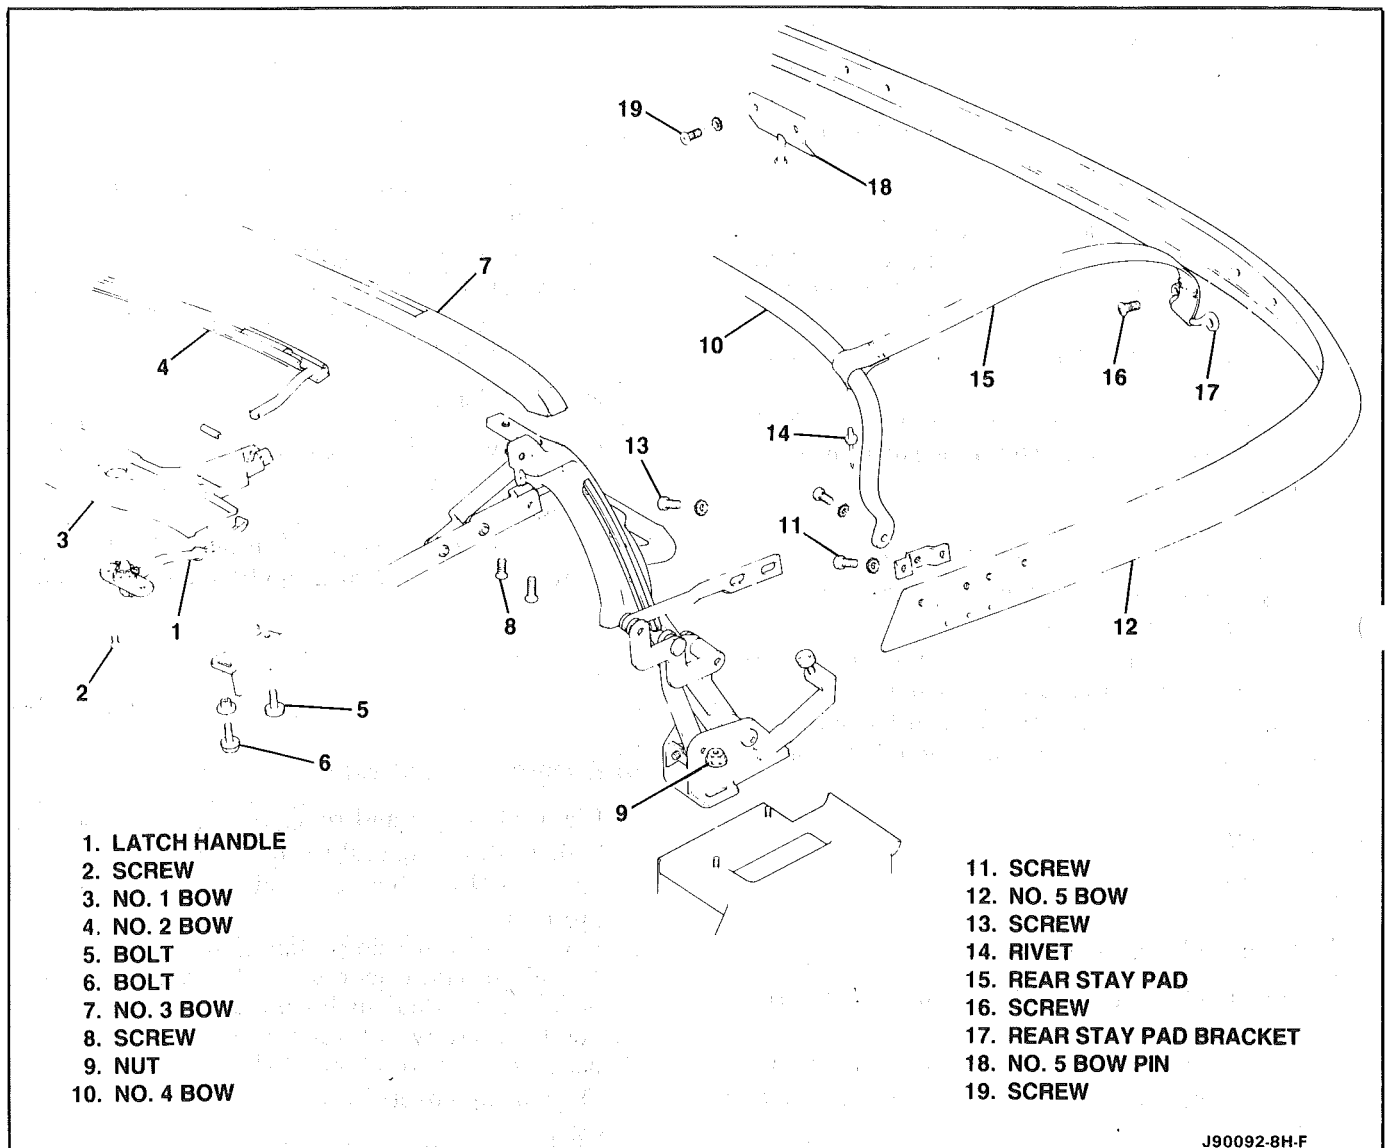 19
18
7
10
4
15
16
17
14
13
11
3
12
1
8
2
5
6
9
1. LATCH HANDLE
2. SCREW
3. NO. 1 BOW
4. NO. 2 BOW
5. BOLT
6. BOLT
7. NO. 3 BOW
8. SCREW
9. NUT
10. NO. 4 BOW
11. SCREW
12. NO. 5 BOW
13. SCREW
14. RIVET
15. REAR STAY PAD
16. SCREW
17. REAR STAY PAD BRACKET
18. NO. 5 BOW PIN
19. SCREW
J90092-8H-F